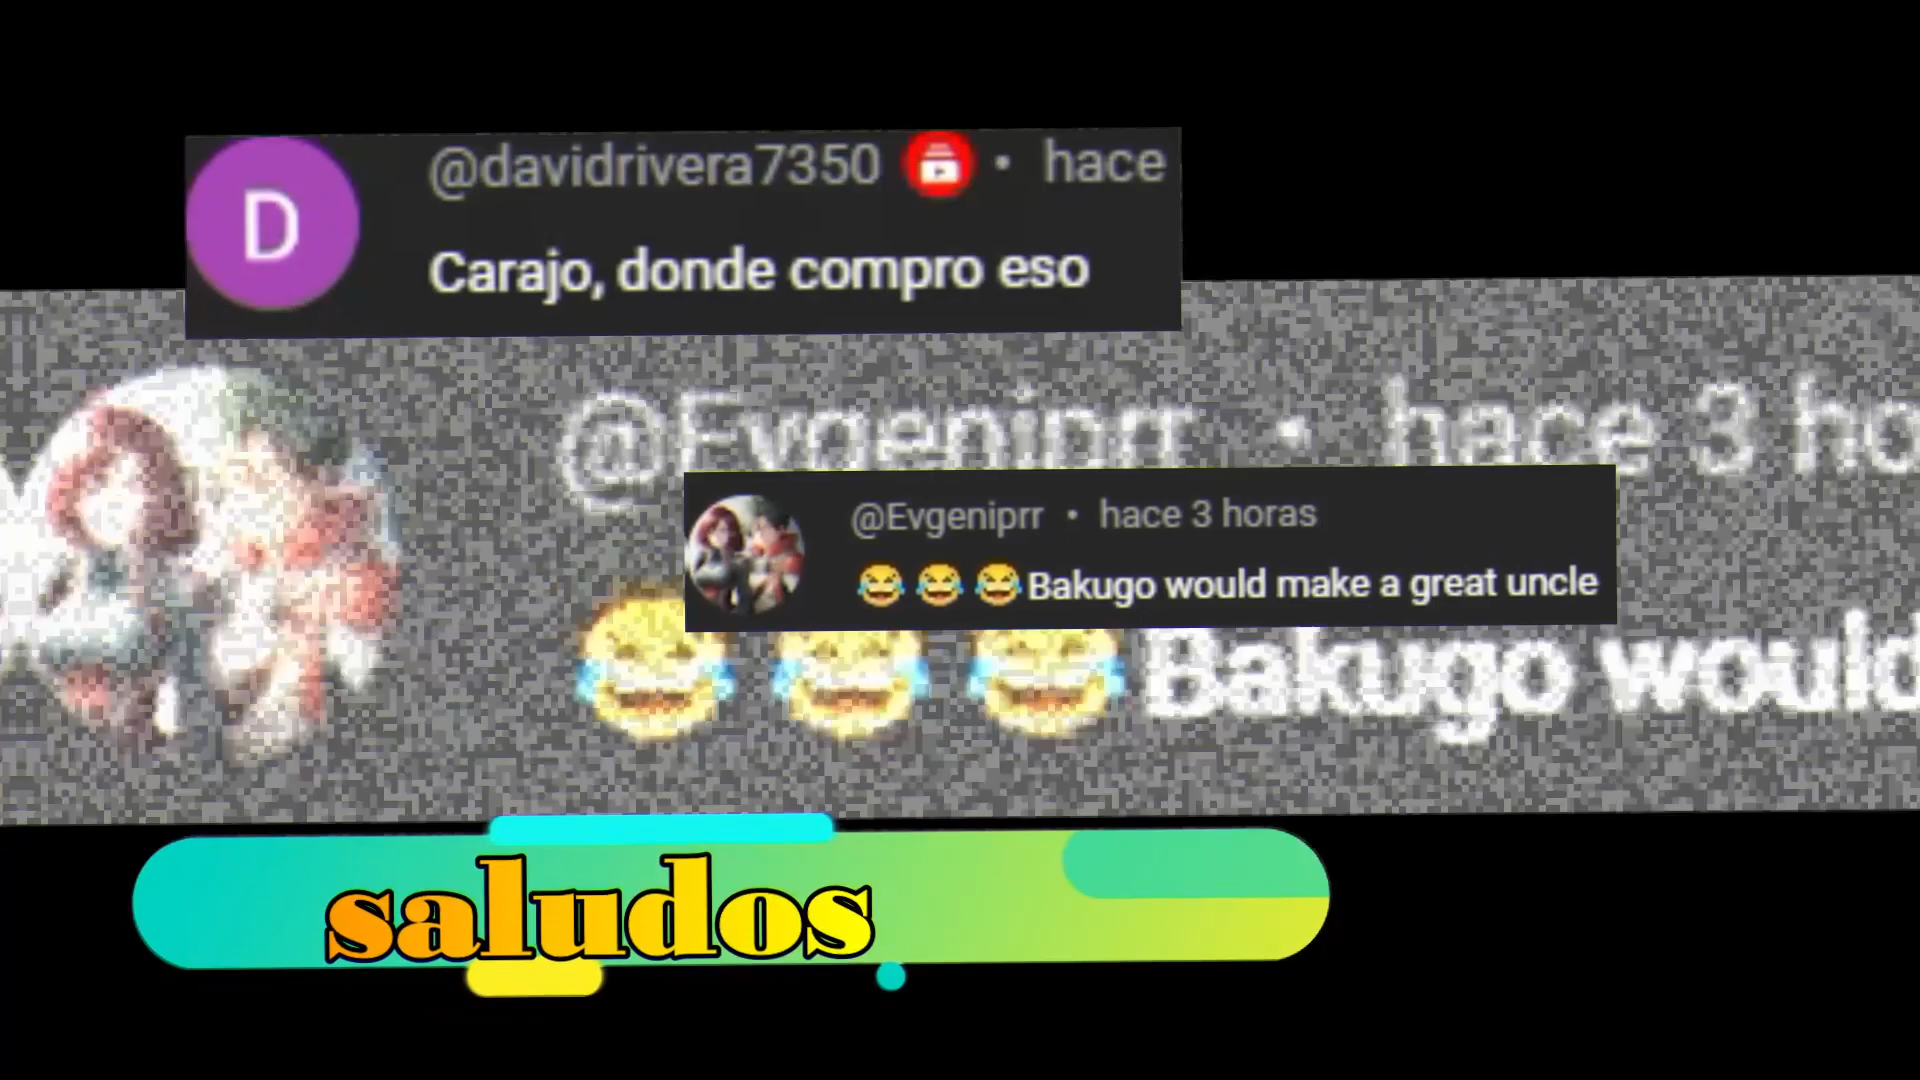 D
@davidrivera7350 • hace
Carajo, donde compro eso
@Evgeniprr • hace 3 ho
@Evgeniprr • hace 3 horas
😂😂😂Bakugo would make a great uncle
😂😂😂Bakugo would
saludos